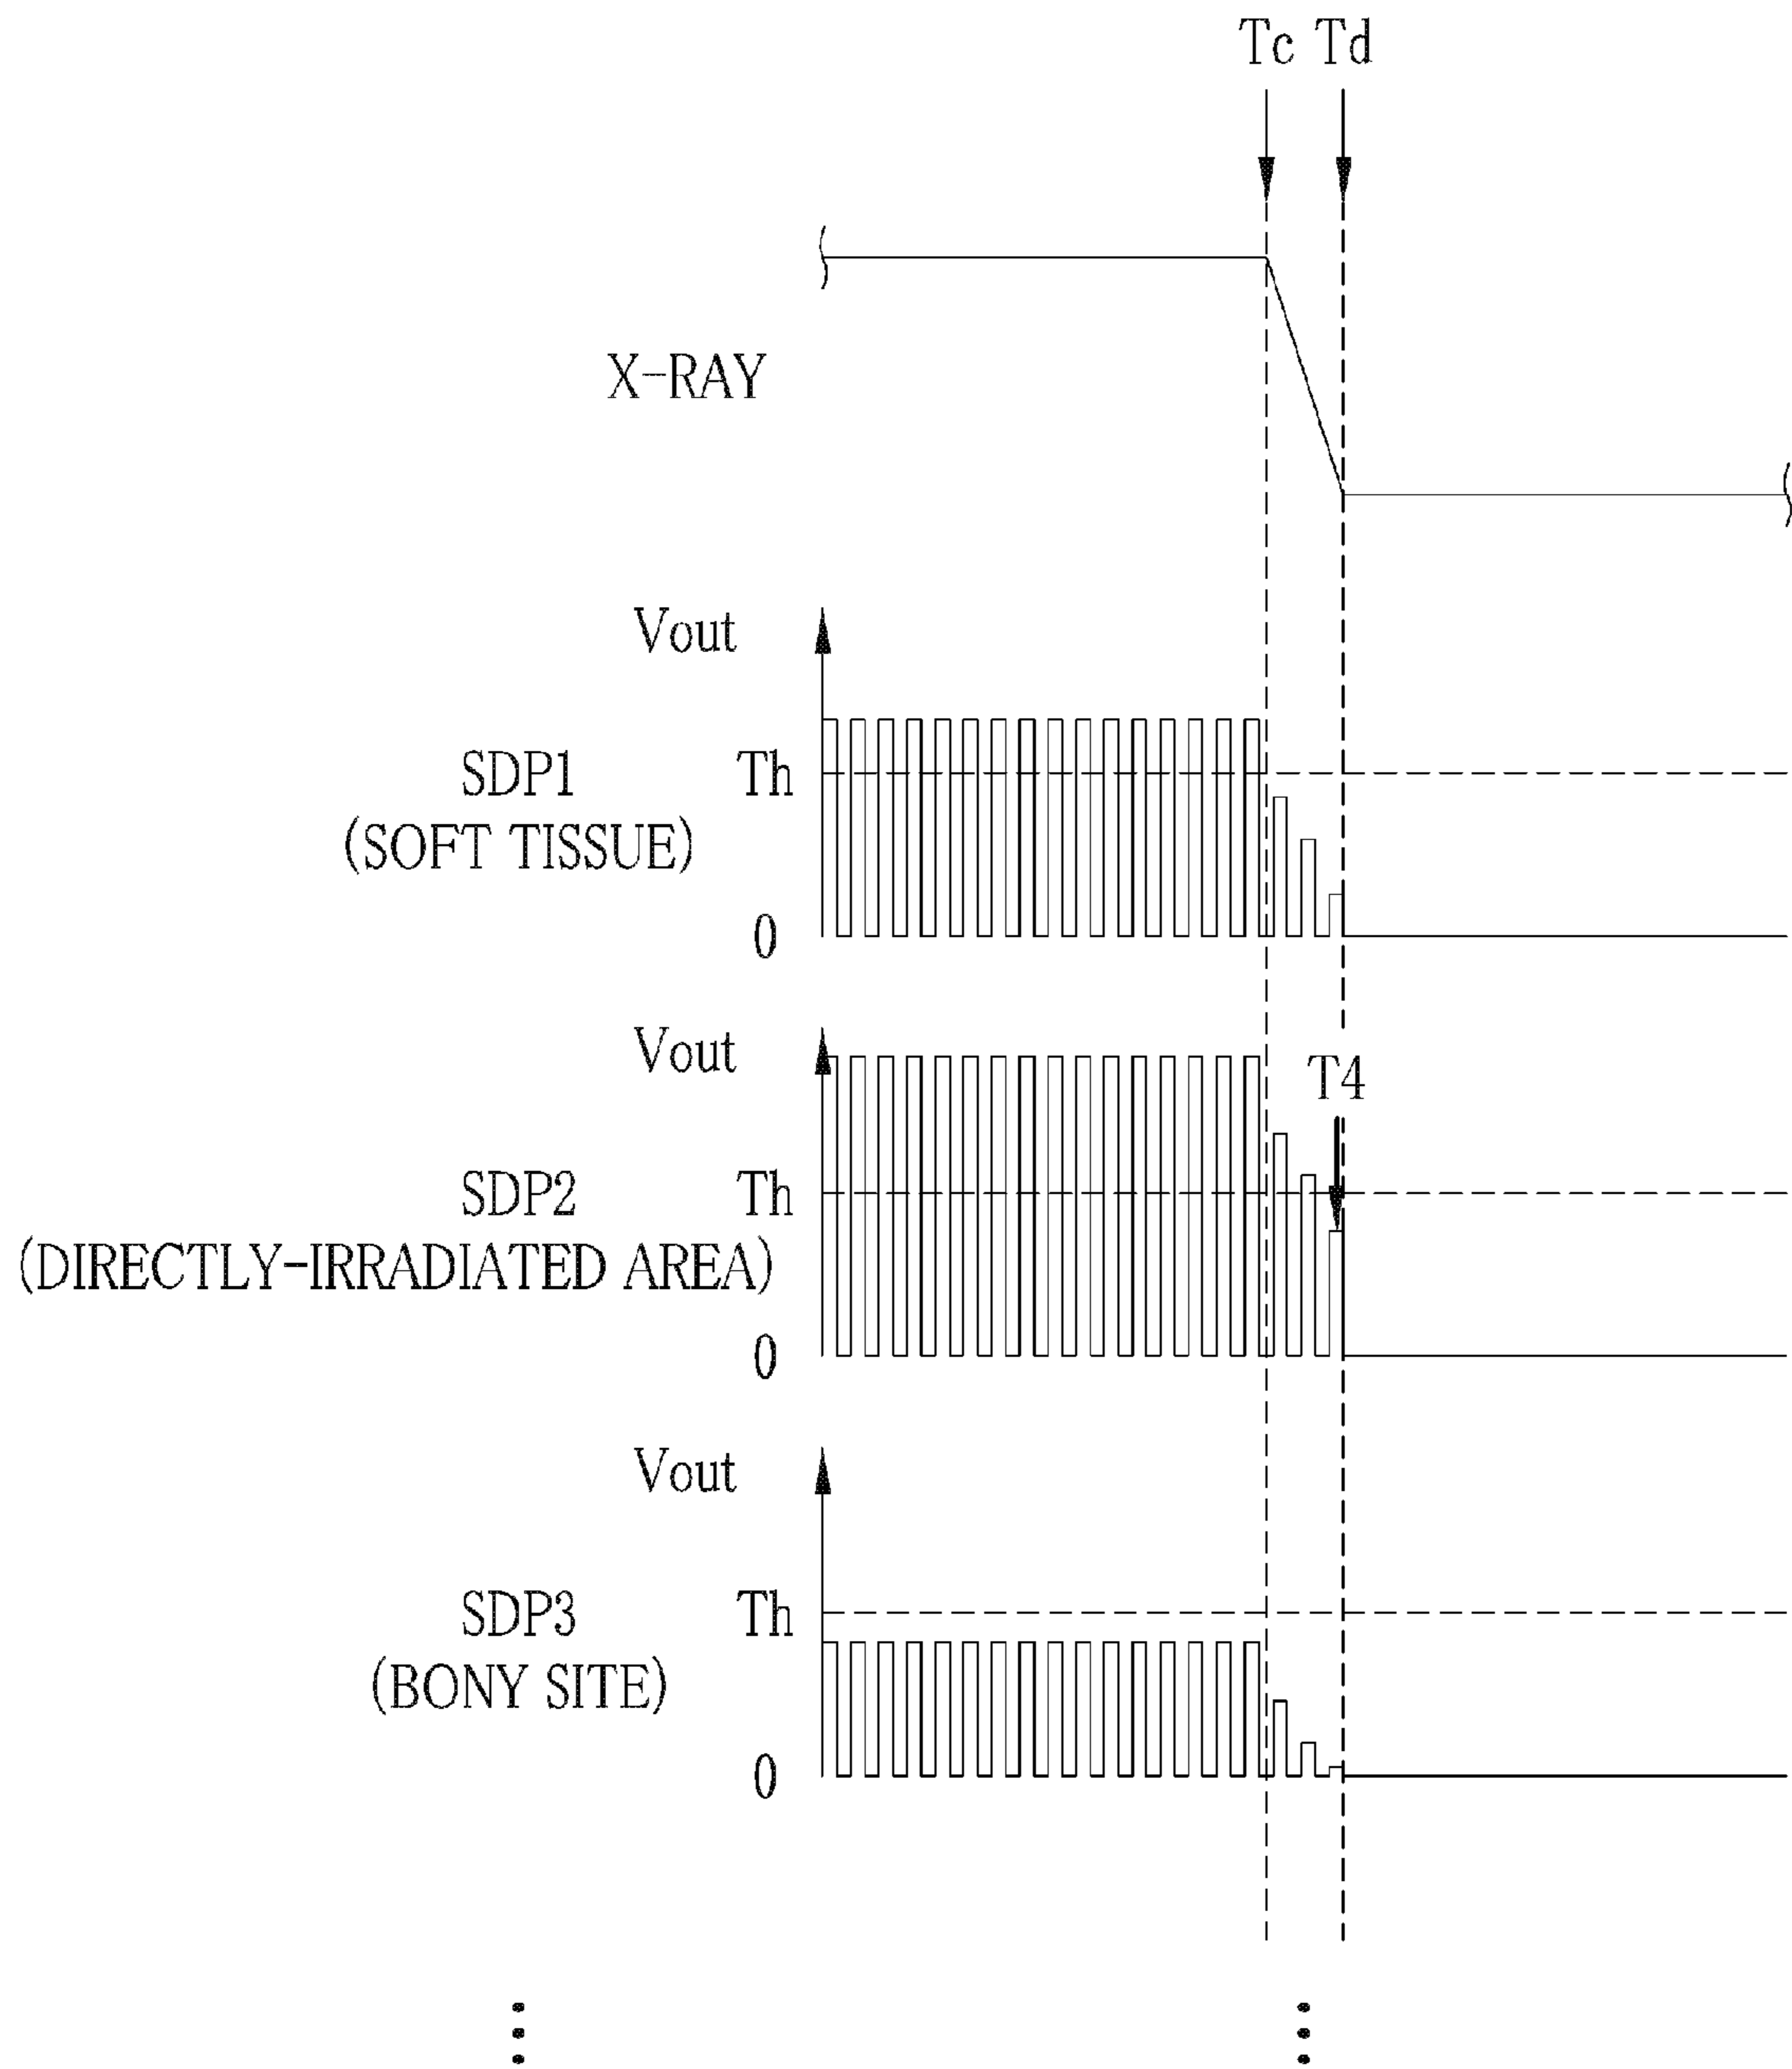 Tc Td
X-RAY
Vout
SDP1
(SOFT TISSUE)
Th
0
Vout
T4
SDP2
(DIRECTLY-IRRADIATED AREA)
Th
0
Vout
SDP3
(BONY SITE)
Th
0